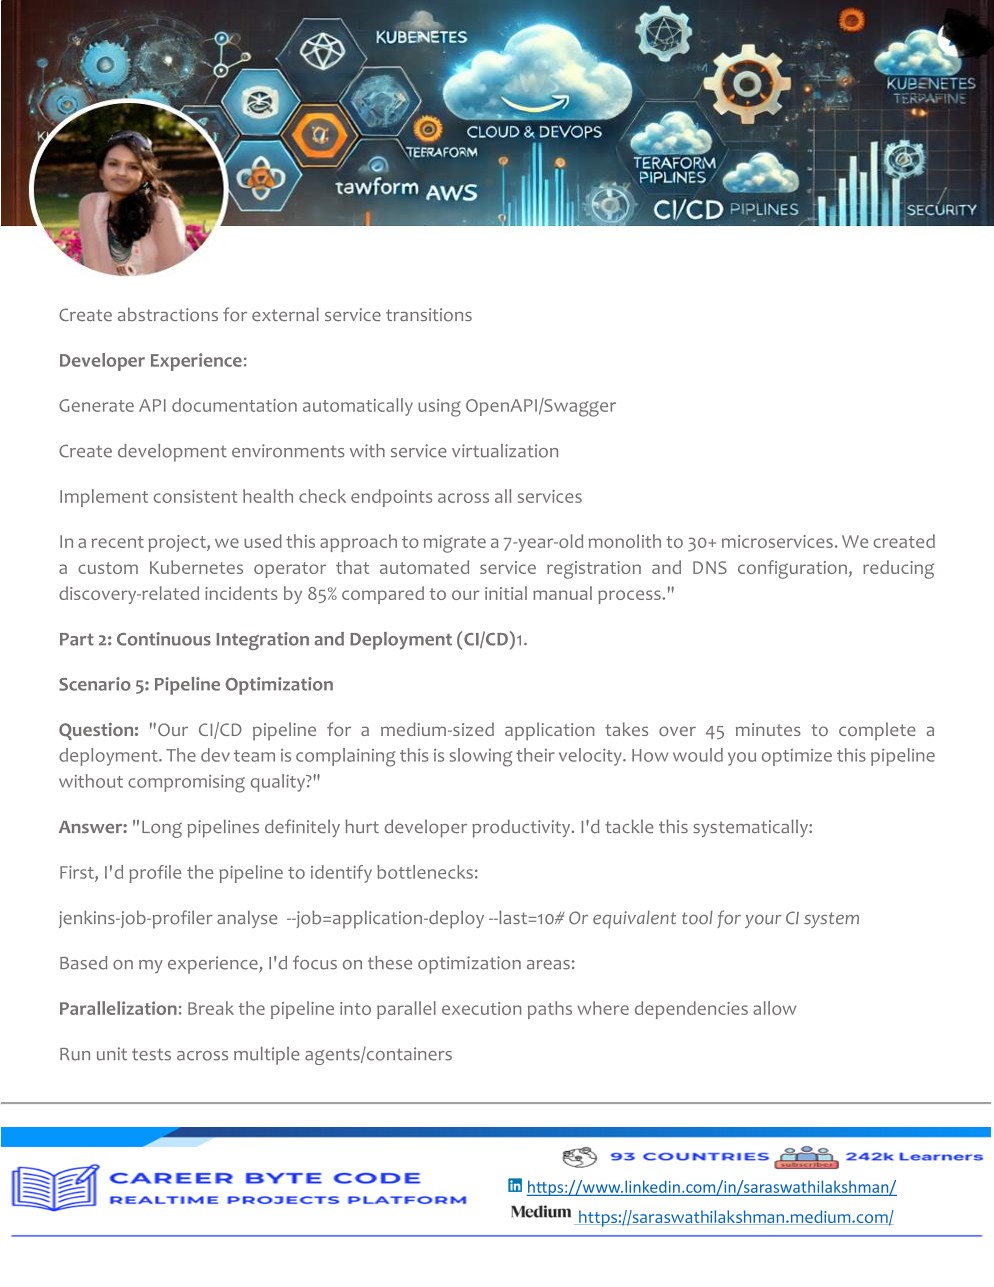 KUBENETES
KUBENETES
TERPAFINE
CLOUD & DEVOPS
TEERAFORM
TERAFORM
PIPLINES
tawform AWS
CI/CD PIPLINES
SECURITY
Create abstractions for external service transitions
Developer Experience:
Generate API documentation automatically using OpenAPI/Swagger
Create development environments with service virtualization
Implement consistent health check endpoints across all services
In a recent project, we used this approach to migrate a 7-year-old monolith to 30+ microservices. We created
a custom Kubernetes operator that automated service registration and DNS configuration, reducing
discovery-related incidents by 85% compared to our initial manual process."
Part 2: Continuous Integration and Deployment (CI/CD)1.
Scenario 5: Pipeline Optimization
Question: "Our CI/CD pipeline for a medium-sized application takes over 45 minutes to complete a
deployment. The dev team is complaining this is slowing their velocity. How would you optimize this pipeline
without compromising quality?"
Answer: "Long pipelines definitely hurt developer productivity. I'd tackle this systematically:
First, I'd profile the pipeline to identify bottlenecks:
jenkins-job-profiler analyse --job=application-deploy --last=10# Or equivalent tool for your CI system
Based on my experience, I'd focus on these optimization areas:
Parallelization: Break the pipeline into parallel execution paths where dependencies allow
Run unit tests across multiple agents/containers
93 COUNTRIES subscriber 242k Learners
CAREER BYTE CODE
REALTIME PROJECTS PLATFORM
in https://www.linkedin.com/in/saraswathilakshman/
Medium https://saraswathilakshman.medium.com/